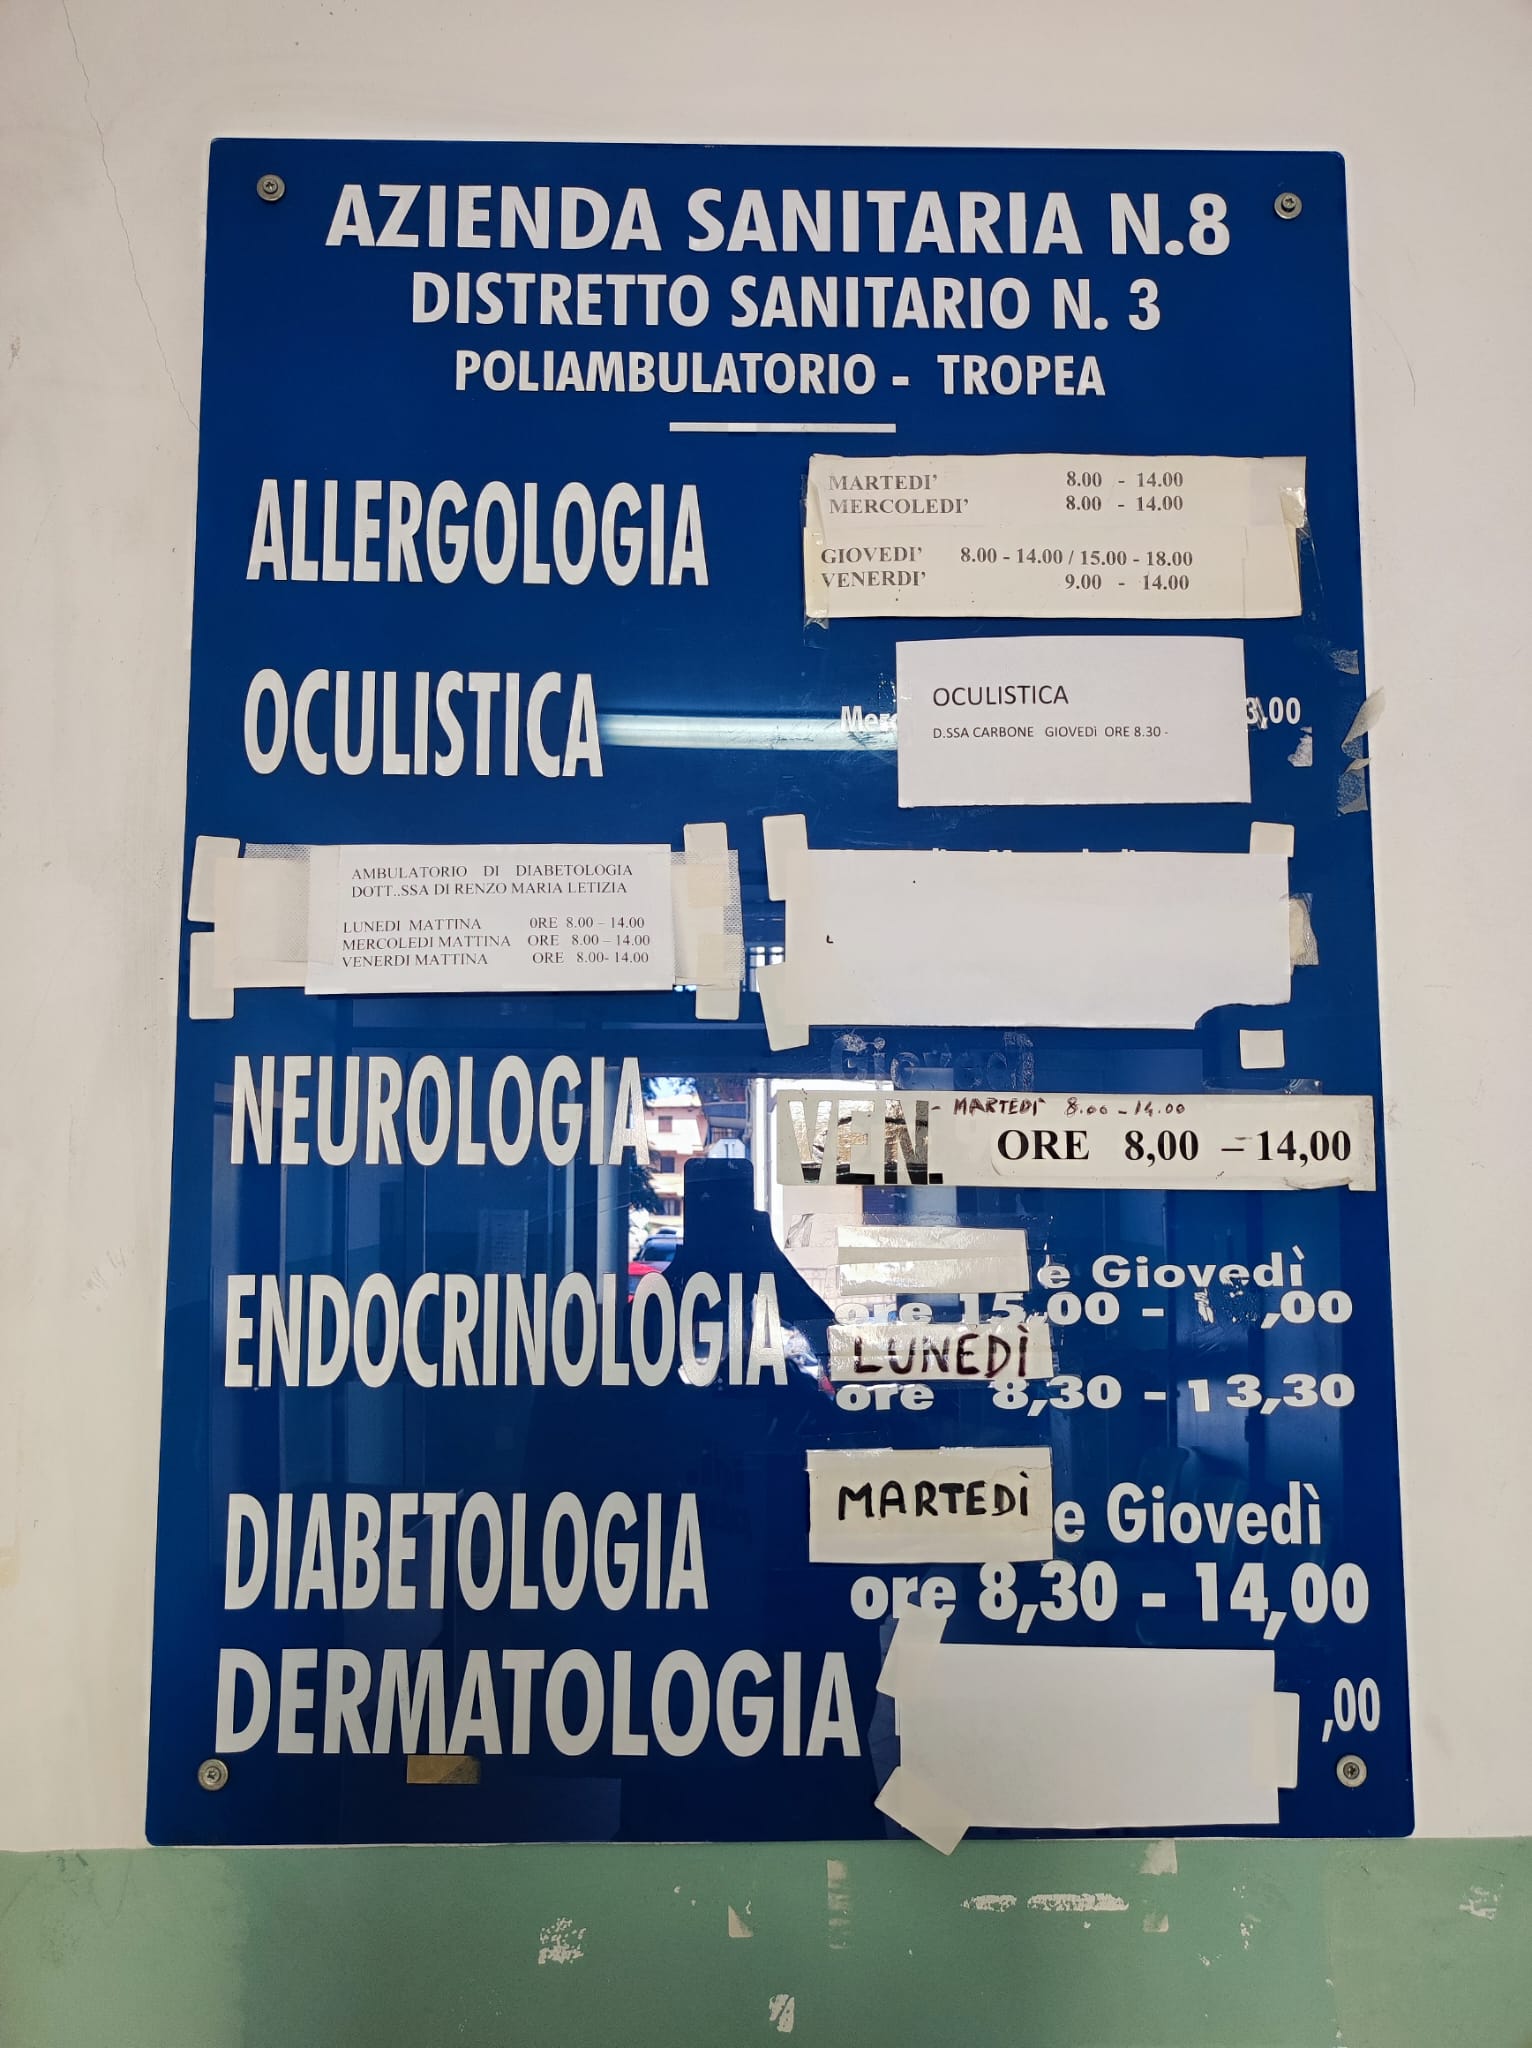 AZIENDA SANITARIA N.8
DISTRETTO SANITARIO N. 3
POLIAMBULATORIO - TROPEA
ALLERGOLOGIA
MARTEDI' 8.00 - 14.00
MERCOLEDI' 8.00 - 14.00
GIOVEDI' 8.00 - 14.00 / 15.00 - 18.00
VENERDI' 9.00 - 14.00
OCULISTICA
OCULISTICA
D.SSA CARBONE GIOVEDÌ ORE 8.30 -
3,00
AMBULATORIO DI DIABETOLOGIA
DOTT..SSA DI RENZO MARIA LETIZIA
LUNEDI MATTINA 0RE 8.00 – 14.00
MERCOLEDI MATTINA ORE 8.00 – 14.00
VENERDI MATTINA ORE 8.00- 14.00
NEUROLOGIA
Giovedì
VEN. - MARTEDÌ 8.00 - 14.00
ORE 8,00 – 14,00
ENDOCRINOLOGIA
e Giovedì
ore 15,00 - ,00
LUNEDÌ
ore 8,30 - 13,30
DIABETOLOGIA
MARTEDÌ e Giovedì
ore 8,30 - 14,00
DERMATOLOGIA
,00